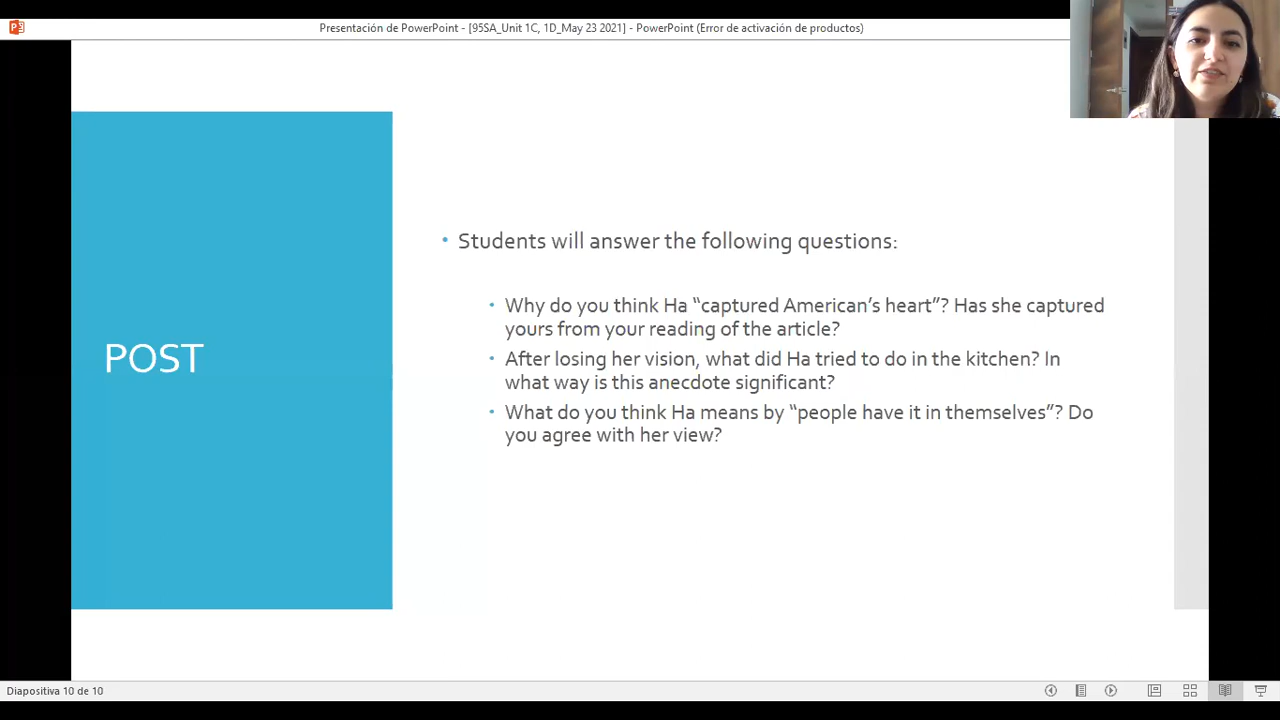 Presentación de PowerPoint - [95SA_Unit 1C, 1D_May 23 2021] - PowerPoint (Error de activación de productos)
POST
• Students will answer the following questions:
• Why do you think Ha “captured American’s heart”? Has she captured
yours from your reading of the article?
• After losing her vision, what did Ha tried to do in the kitchen? In
what way is this anecdote significant?
• What do you think Ha means by “people have it in themselves”? Do
you agree with her view?
Diapositiva 10 de 10